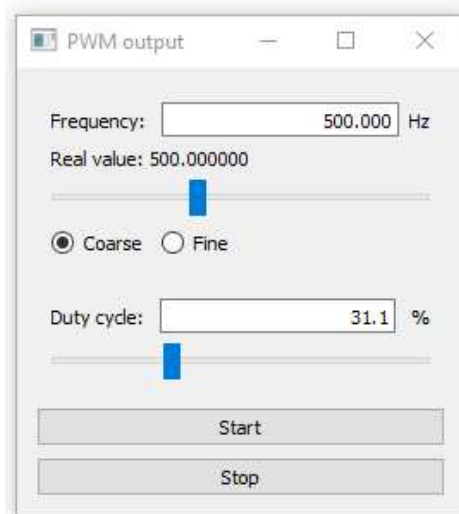 PWM output
Frequency: 500.000 Hz
Real value: 500.000000
Coarse Fine
Duty cycle: 31.1 %
Start
Stop